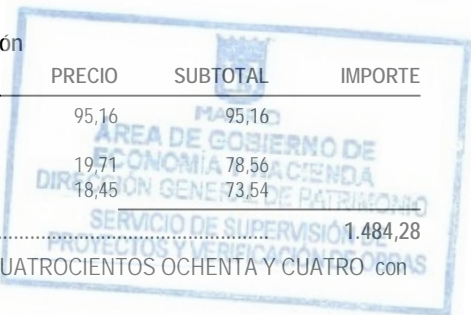 ón
PRECIO SUBTOTAL IMPORTE
95,16 95,16
MADRID
ÁREA DE GOBIERNO DE
19,71 78,56
ECONOMÍA Y HACIENDA
18,45 73,54
DIRECCIÓN GENERAL DE PATRIMONIO
SERVICIO DE SUPERVISIÓN DE
1.484,28
PROYECTOS Y VERIFICACIÓN DE OBRAS
UATROCIENTOS OCHENTA Y CUATRO con